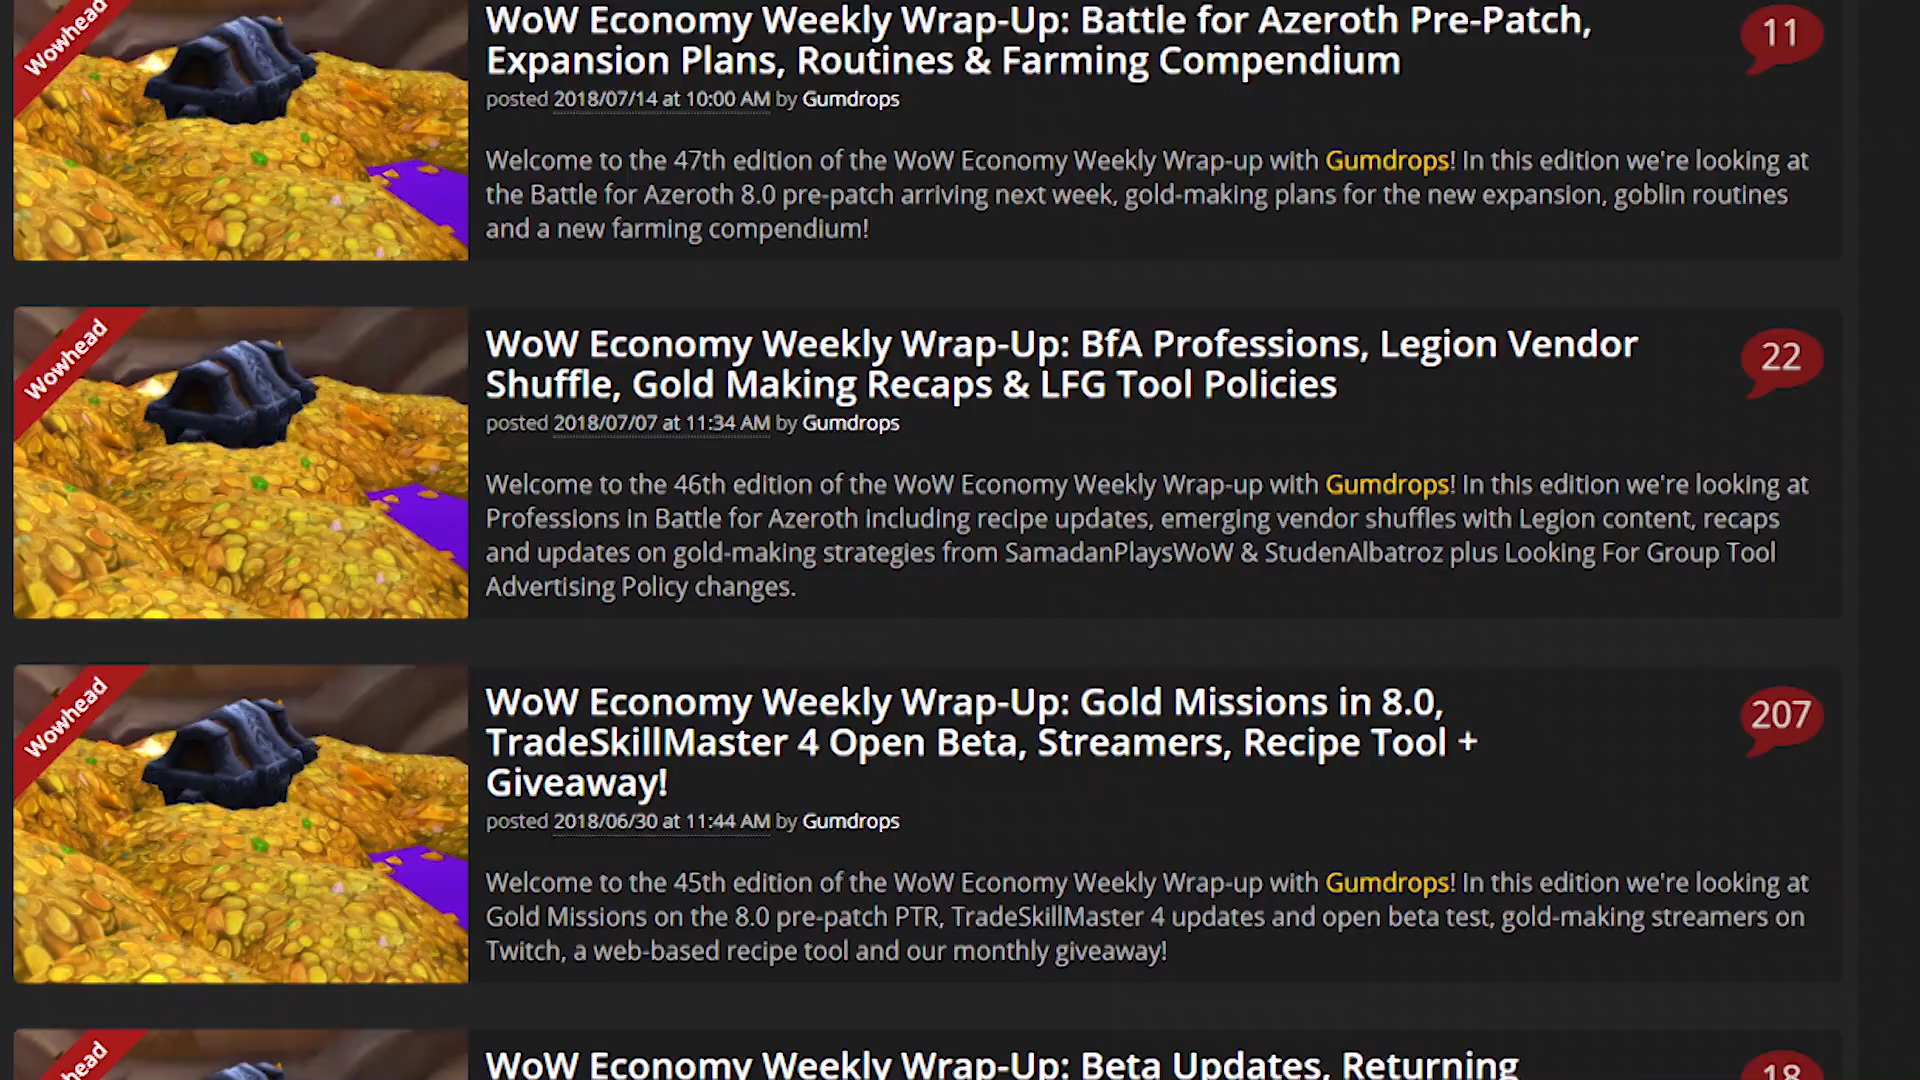 Wowhead
WoW Economy Weekly Wrap-Up: Battle for Azeroth Pre-Patch,
Expansion Plans, Routines & Farming Compendium
11
posted 2018/07/14 at 10:00 AM by Gumdrops
Welcome to the 47th edition of the WoW Economy Weekly Wrap-up with Gumdrops! In this edition we're looking at
the Battle for Azeroth 8.0 pre-patch arriving next week, gold-making plans for the new expansion, goblin routines
and a new farming compendium!
Wowhead
WoW Economy Weekly Wrap-Up: BfA Professions, Legion Vendor
Shuffle, Gold Making Recaps & LFG Tool Policies
22
posted 2018/07/07 at 11:34 AM by Gumdrops
Welcome to the 46th edition of the WoW Economy Weekly Wrap-up with Gumdrops! In this edition we're looking at
Professions in Battle for Azeroth including recipe updates, emerging vendor shuffles with Legion content, recaps
and updates on gold-making strategies from SamadanPlaysWoW & StudenAlbatroz plus Looking For Group Tool
Advertising Policy changes.
Wowhead
WoW Economy Weekly Wrap-Up: Gold Missions in 8.0,
TradeSkillMaster 4 Open Beta, Streamers, Recipe Tool +
Giveaway!
207
posted 2018/06/30 at 11:44 AM by Gumdrops
Welcome to the 45th edition of the WoW Economy Weekly Wrap-up with Gumdrops! In this edition we're looking at
Gold Missions on the 8.0 pre-patch PTR, TradeSkillMaster 4 updates and open beta test, gold-making streamers on
Twitch, a web-based recipe tool and our monthly giveaway!
head
WoW Economy Weekly Wrap-Up: Beta Updates, Returning
18